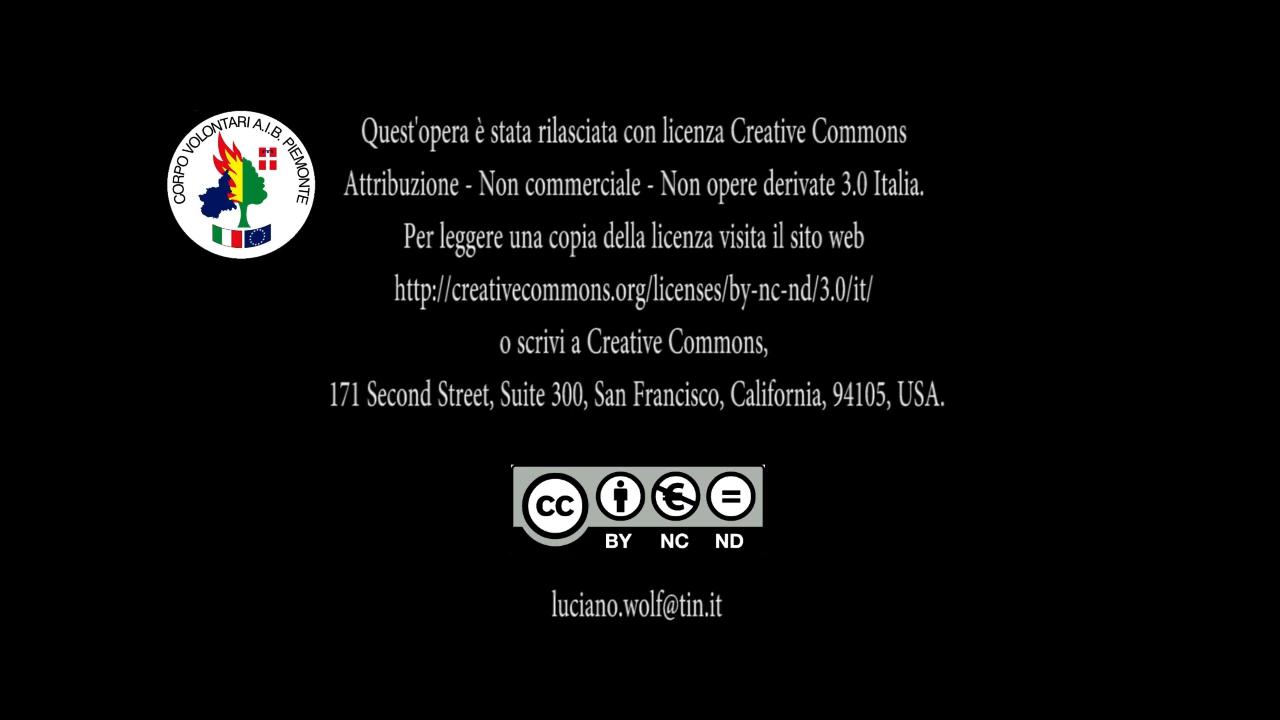 CORPO VOLONTARI A.I.B. PIEMONTE
Quest'opera è stata rilasciata con licenza Creative Commons
Attribuzione - Non commerciale - Non opere derivate 3.0 Italia.
Per leggere una copia della licenza visita il sito web
http://creativecommons.org/licenses/by-nc-nd/3.0/it/
o scrivi a Creative Commons,
171 Second Street, Suite 300, San Francisco, California, 94105, USA.
cc
BY NC ND
luciano.wolf@tin.it